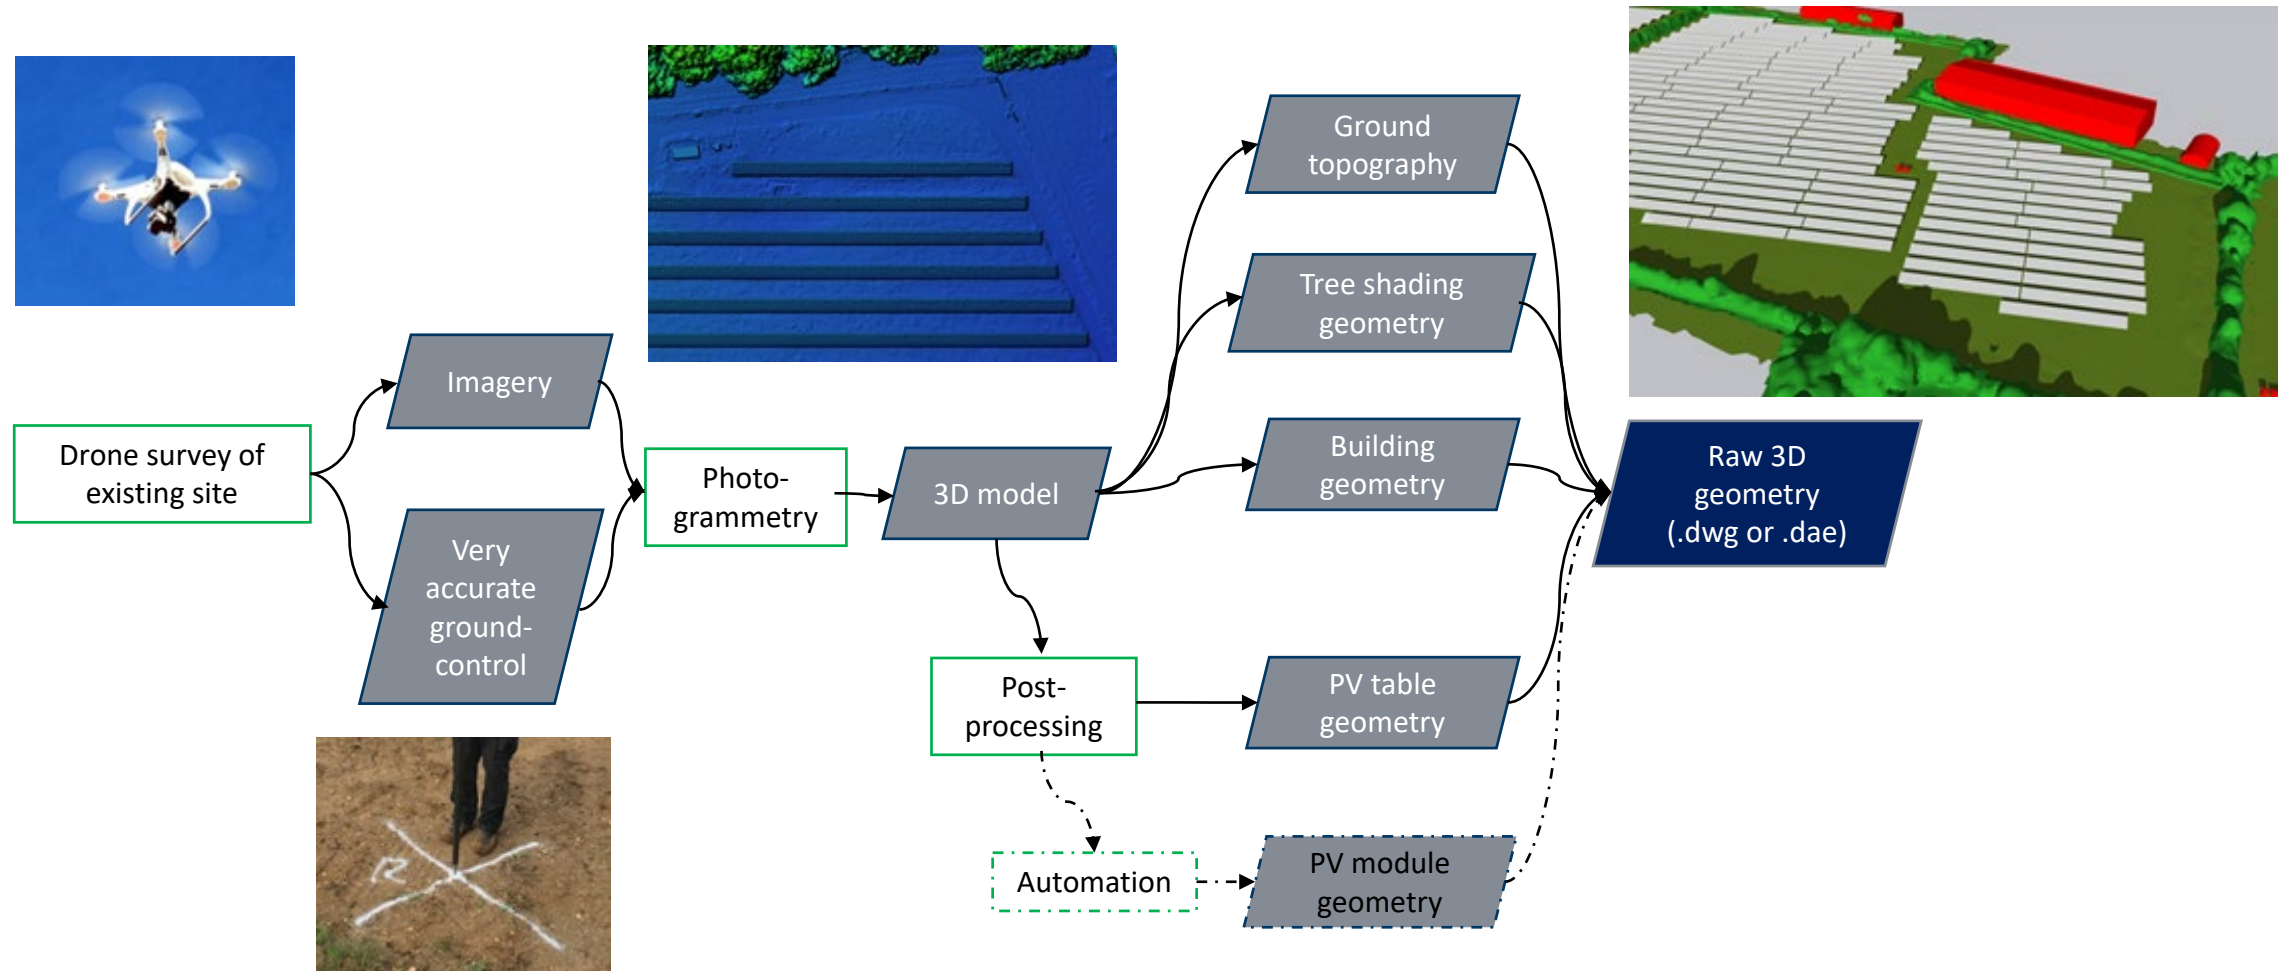 Drone survey of
existing site
Imagery
Very
accurate
ground-
control
Photo-
grammetry
3D model
Post-
processing
Automation
Ground
topography
Tree shading
geometry
Building
geometry
PV table
geometry
PV module
geometry
Raw 3D
geometry
(.dwg or .dae)